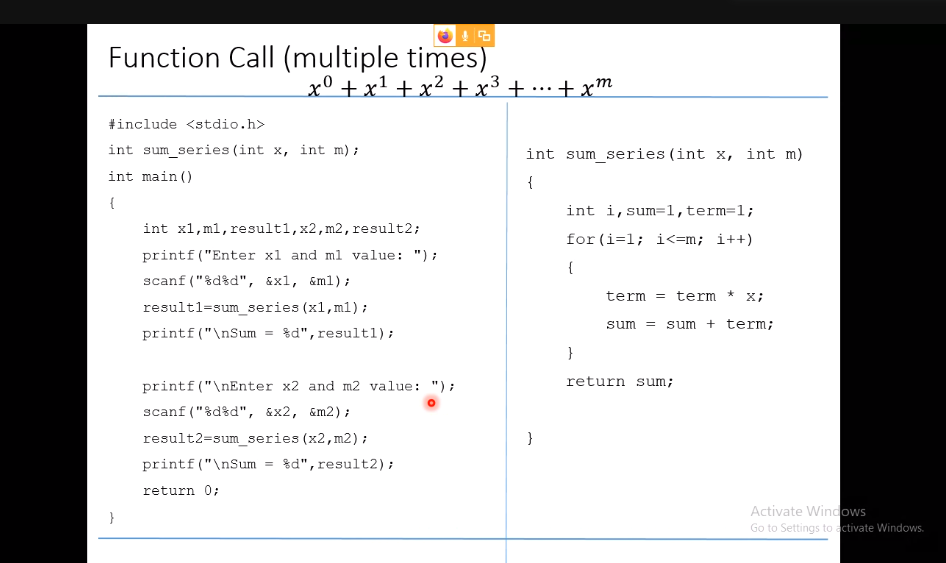 Function Call (multiple times)
x^0 + x^1 + x^2 + x^3 + ⋯ + x^m
#include <stdio.h>
int sum_series(int x, int m);
int main()
{
int x1,m1,result1,x2,m2,result2;
printf("Enter x1 and m1 value: ");
scanf("%d%d", &x1, &m1);
result1=sum_series(x1,m1);
printf("\nSum = %d",result1);
printf("\nEnter x2 and m2 value: ");
scanf("%d%d", &x2, &m2);
result2=sum_series(x2,m2);
printf("\nSum = %d",result2);
return 0;
}
int sum_series(int x, int m)
{
int i,sum=1,term=1;
for(i=1; i<=m; i++)
{
term = term * x;
sum = sum + term;
}
return sum;
}
Activate Windows
Go to Settings to activate Windows.